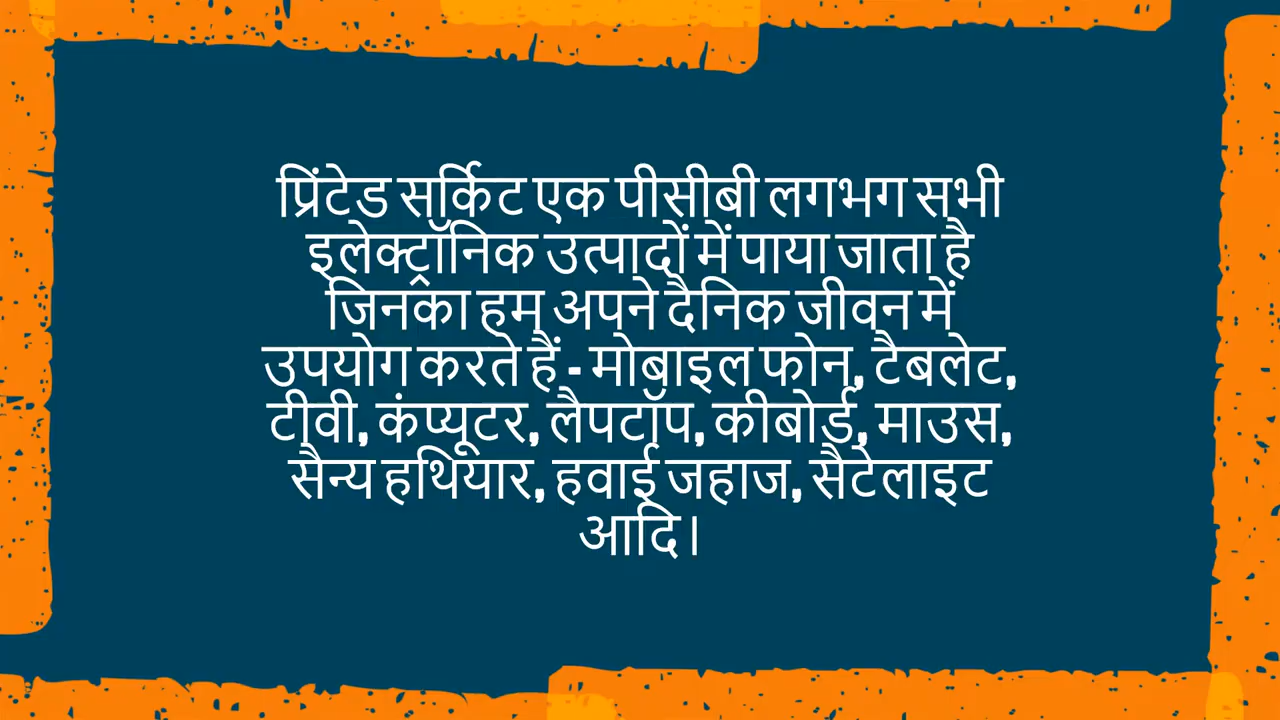 प्रिंटेड सर्किट एक पीसीबी लगभग सभी
इलेक्ट्रॉनिक उत्पादों में पाया जाता है
जिनका हम अपने दैनिक जीवन में
उपयोग करते हैं - मोबाइल फोन, टैबलेट,
टीवी, कंप्यूटर, लैपटॉप, कीबोर्ड, माउस,
सैन्य हथियार, हवाई जहाज, सैटेलाइट
आदि।